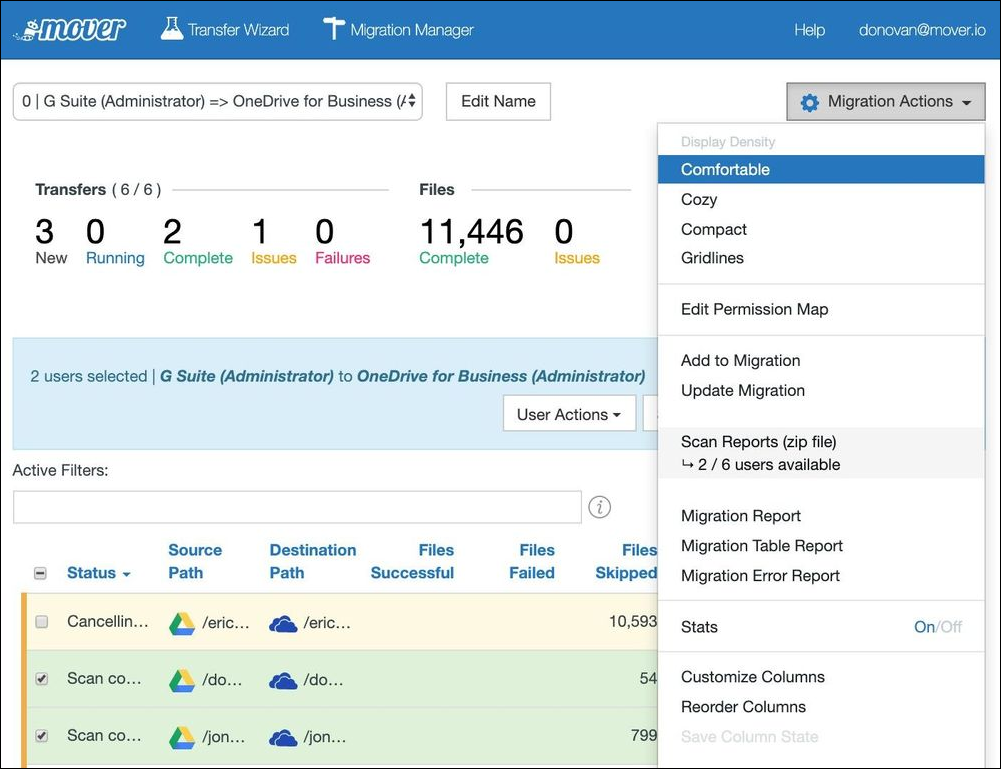 mover Transfer Wizard Migration Manager Help donovan@mover.io
0 | G Suite (Administrator) => OneDrive for Business (A Edit Name Migration Actions
Display Density
Comfortable
Cozy
Compact
Gridlines
Edit Permission Map
Add to Migration
Update Migration
Scan Reports (zip file)
↳ 2 / 6 users available
Migration Report
Migration Table Report
Migration Error Report
Stats On/Off
Customize Columns
Reorder Columns
Save Column State
Transfers ( 6 / 6 ) Files
3 0 2 1 0 11,446 0
New Running Complete Issues Failures Complete Issues
2 users selected | G Suite (Administrator) to OneDrive for Business (Administrator)
User Actions
Active Filters:
i
Status Source Path Destination Path Files Successful Files Failed Files Skipped
Cancellin... /eric... /eric... 10,593
Scan co... /do... /do... 54
Scan co... /jon... /jon... 799